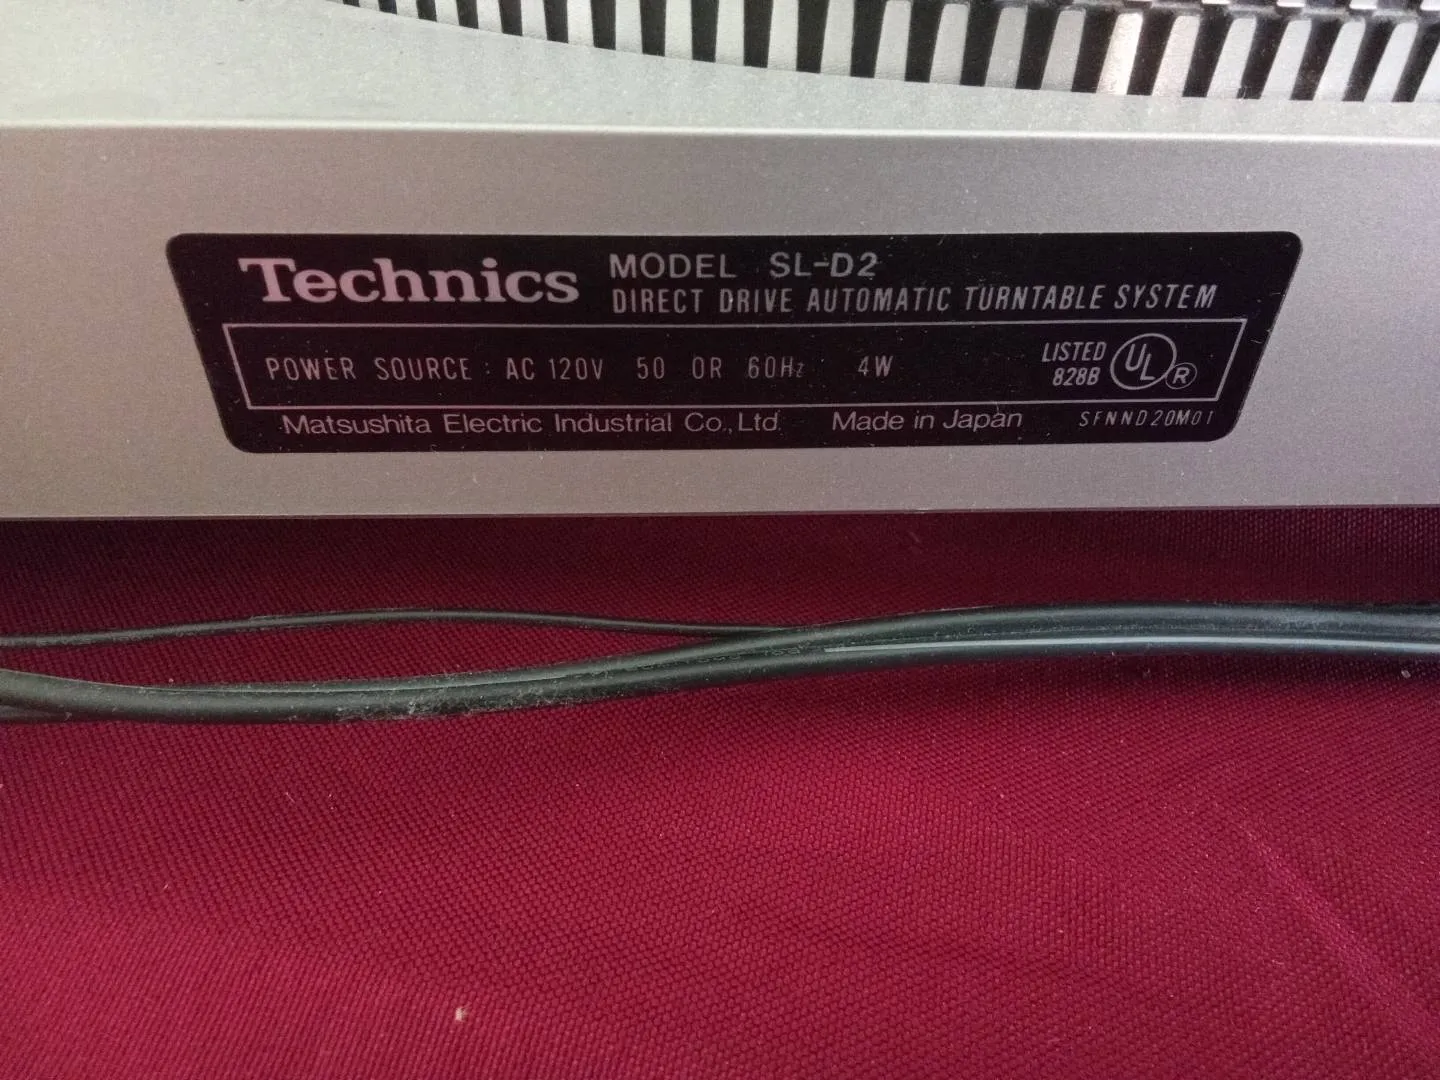 Technics MODEL SL-D2
DIRECT DRIVE AUTOMATIC TURNTABLE SYSTEM
POWER SOURCE : AC 120V 50 OR 60Hz 4W
LISTED
828B UL ®
Matsushita Electric Industrial Co., Ltd. Made in Japan SFNND20M01